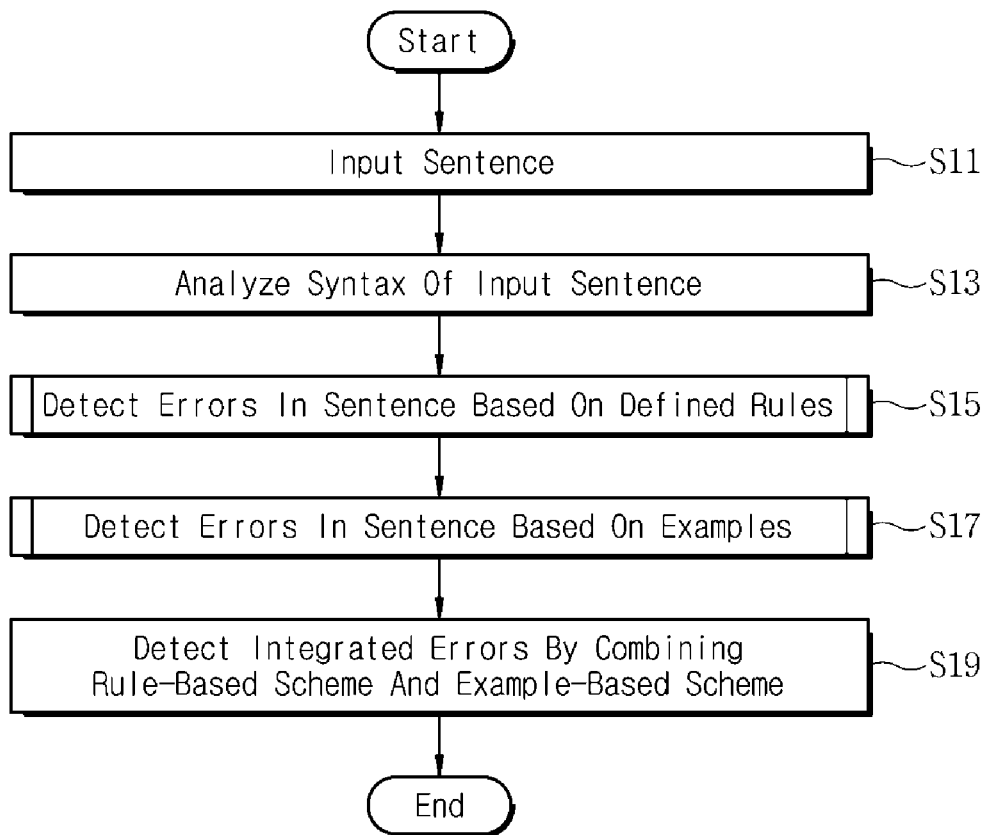 Start
Input Sentence
S11
Analyze Syntax Of Input Sentence
S13
Detect Errors In Sentence Based On Defined Rules
S15
Detect Errors In Sentence Based On Examples
S17
Detect Integrated Errors By Combining
Rule-Based Scheme And Example-Based Scheme
S19
End